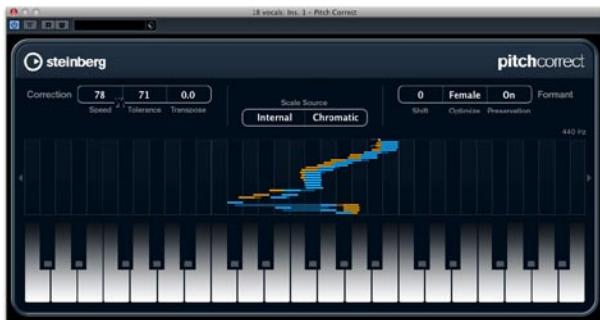 18 vocals: Ins. 1 - Pitch Correct
R W
steinberg
pitchcorrect
Correction 78 71 0.0
Speed Tolerance Transpose
Scale Source
Internal Chromatic
0 Female On Formant
Shift Optimize Preservation
440 Hz